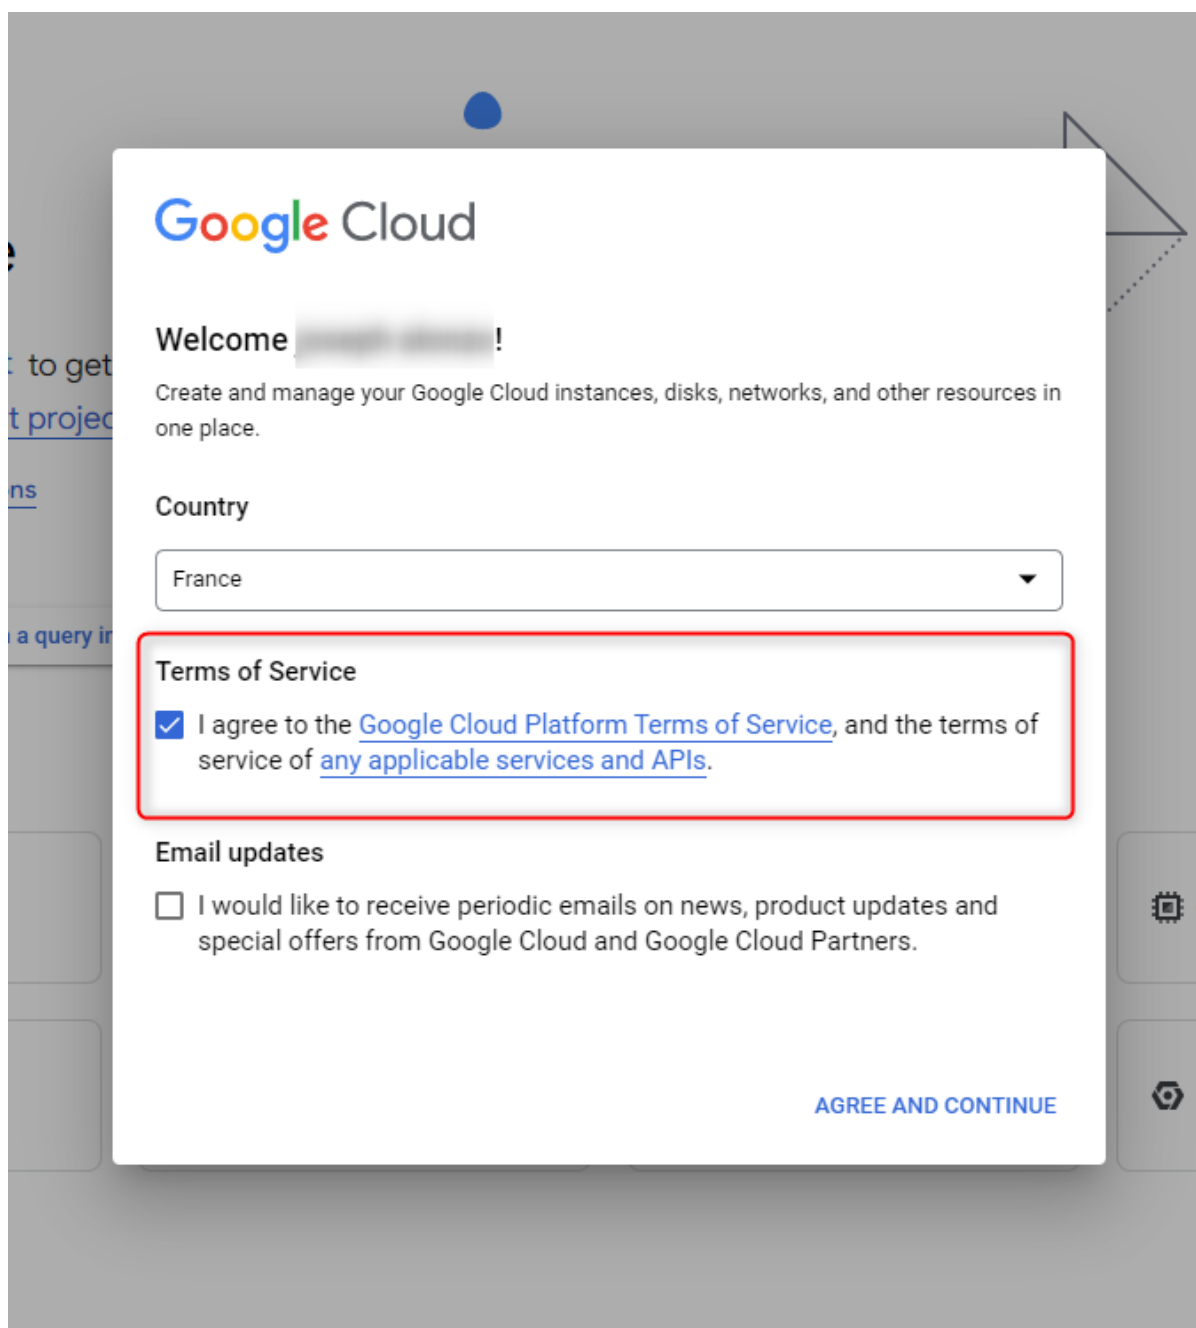 Google Cloud
Welcome !
Create and manage your Google Cloud instances, disks, networks, and other resources in
one place.
Country
France
Terms of Service
I agree to the Google Cloud Platform Terms of Service, and the terms of
service of any applicable services and APIs.
Email updates
I would like to receive periodic emails on news, product updates and
special offers from Google Cloud and Google Cloud Partners.
AGREE AND CONTINUE
e
to get
t projec
ns
a query in